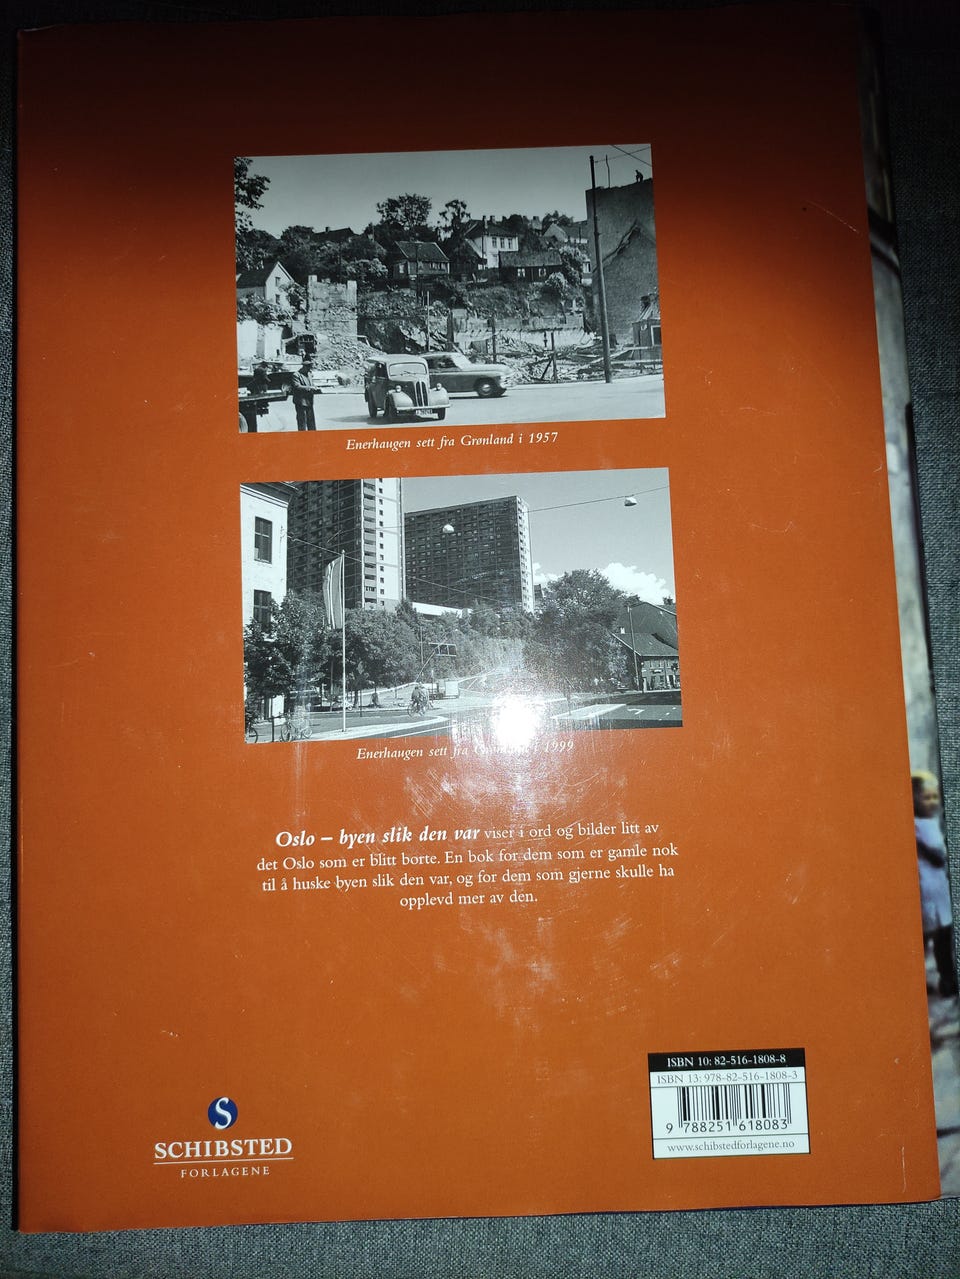 Enerhaugen sett fra Grønland i 1957
Enerhaugen sett fra Grønland i 1999
Oslo – byen slik den var viser i ord og bilder litt av
det Oslo som er blitt borte. En bok for dem som er gamle nok
til å huske byen slik den var, og for dem som gjerne skulle ha
opplevd mer av den.
ISBN 10: 82-516-1808-8
ISBN 13: 978-82-516-1808-3
9 788251 618083
www.schibstedforlagene.no
S
SCHIBSTED
FORLAGENE